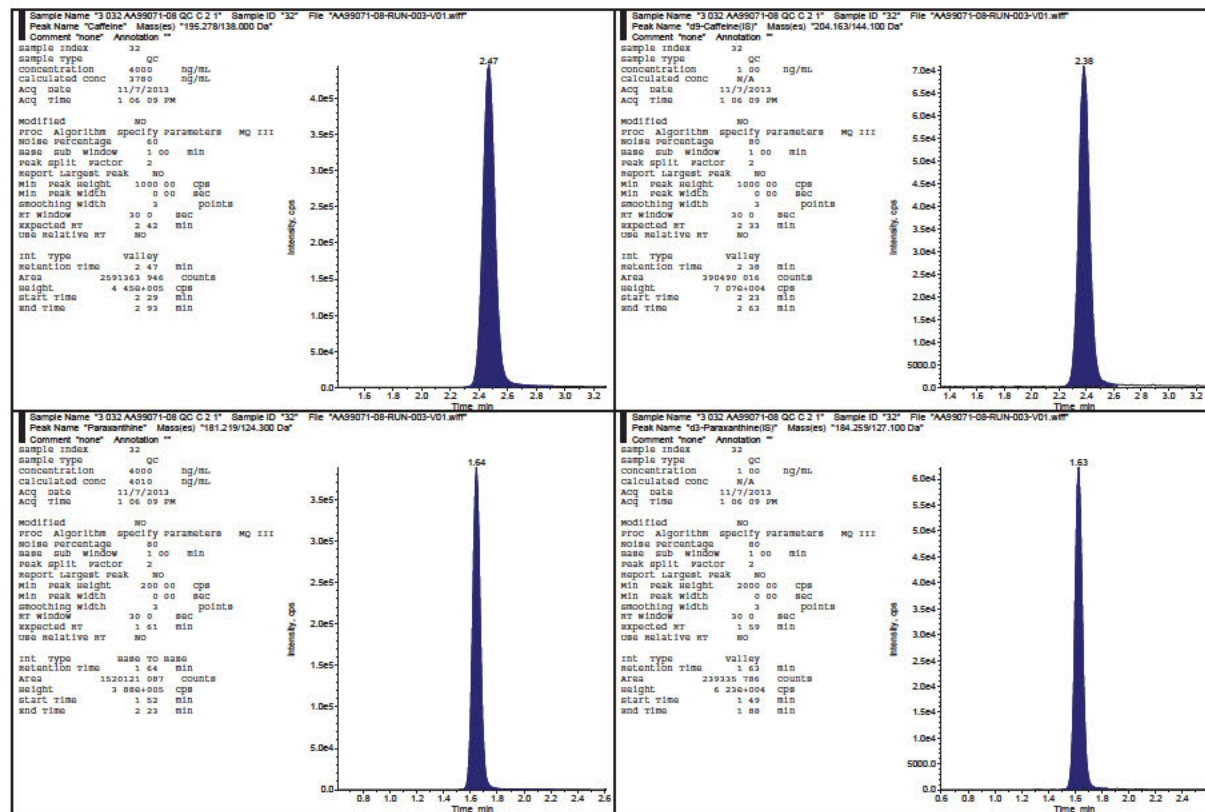 Sample Name "3 032 AA99071-08 QC C 2 1" Sample ID "32" File "AA99071-08-RUN-003-V01.wiff"
Peak Name "Caffeine" Mass(es) "195.278/138.000 Da"
Comment "none" Annotation ""
Sample Index 32
Sample Type QC
Concentration 4000 ng/mL
Calculated Conc 3780 ng/mL
Acq Date 11/7/2013
Acq Time 1 06 09 PM
Modified NO
Proc Algorithm Specify Parameters MQ III
Noise Percentage 60
Base Sub Window 1 00 min
Peak Split Factor 2
Report Largest Peak NO
Min Peak Height 1000 00 cps
Min Peak Width 0 00 sec
Smoothing Width 3 points
RT Window 30 0 sec
Expected RT 2 42 min
Use Relative RT NO
Int Type Valley
Retention Time 2 47 min
Area 2591363 946 counts
Height 4 45e+005 cps
Start Time 2 29 min
End Time 2 93 min
2.47
4.0e5
3.5e5
3.0e5
2.5e5
2.0e5
1.5e5
1.0e5
5.0e4
0.0
Intensity, cps
1.6 1.8 2.0 2.2 2.4 2.6 2.8 3.0 3.2
Time, min
Sample Name "3 032 AA99071-08 QC C 2 1" Sample ID "32" File "AA99071-08-RUN-003-V01.wiff"
Peak Name "d9-Caffeine(IS)" Mass(es) "204.163/144.100 Da"
Comment "none" Annotation ""
Sample Index 32
Sample Type QC
Concentration 1 00 ng/mL
Calculated Conc N/A
Acq Date 11/7/2013
Acq Time 1 06 09 PM
Modified NO
Proc Algorithm Specify Parameters MQ III
Noise Percentage 80
Base Sub Window 1 00 min
Peak Split Factor 2
Report Largest Peak NO
Min Peak Height 1000 00 cps
Min Peak Width 0 00 sec
Smoothing Width 3 points
RT Window 30 0 sec
Expected RT 2 33 min
Use Relative RT NO
Int Type Valley
Retention Time 2 38 min
Area 390490 016 counts
Height 7 07e+004 cps
Start Time 2 23 min
End Time 2 63 min
2.38
7.0e4
6.5e4
6.0e4
5.5e4
5.0e4
4.5e4
4.0e4
3.5e4
3.0e4
2.5e4
2.0e4
1.5e4
1.0e4
5000.0
0.0
Intensity, cps
1.4 1.6 1.8 2.0 2.2 2.4 2.6 2.8 3.0 3.2
Time, min
Sample Name "3 032 AA99071-08 QC C 2 1" Sample ID "32" File "AA99071-08-RUN-003-V01.wiff"
Peak Name "Paraxanthine" Mass(es) "181.219/124.300 Da"
Comment "none" Annotation ""
Sample Index 32
Sample Type QC
Concentration 4000 ng/mL
Calculated Conc 4010 ng/mL
Acq Date 11/7/2013
Acq Time 1 06 09 PM
Modified NO
Proc Algorithm Specify Parameters MQ III
Noise Percentage 80
Base Sub Window 1 00 min
Peak Split Factor 2
Report Largest Peak NO
Min Peak Height 200 00 cps
Min Peak Width 0 00 sec
Smoothing Width 3 points
RT Window 30 0 sec
Expected RT 1 61 min
Use Relative RT NO
Int Type Base To Base
Retention Time 1 64 min
Area 1520121 087 counts
Height 3 88e+005 cps
Start Time 1 52 min
End Time 2 23 min
1.64
3.5e5
3.0e5
2.5e5
2.0e5
1.5e5
1.0e5
5.0e4
0.0
Intensity, cps
0.8 1.0 1.2 1.4 1.6 1.8 2.0 2.2 2.4 2.6
Time, min
Sample Name "3 032 AA99071-08 QC C 2 1" Sample ID "32" File "AA99071-08-RUN-003-V01.wiff"
Peak Name "d3-Paraxanthine(IS)" Mass(es) "184.259/127.100 Da"
Comment "none" Annotation ""
Sample Index 32
Sample Type QC
Concentration 1 00 ng/mL
Calculated Conc N/A
Acq Date 11/7/2013
Acq Time 1 06 09 PM
Modified NO
Proc Algorithm Specify Parameters MQ III
Noise Percentage 80
Base Sub Window 1 00 min
Peak Split Factor 2
Report Largest Peak NO
Min Peak Height 2000 00 cps
Min Peak Width 0 00 sec
Smoothing Width 3 points
RT Window 30 0 sec
Expected RT 1 59 min
Use Relative RT NO
Int Type Valley
Retention Time 1 63 min
Area 239335 786 counts
Height 6 23e+004 cps
Start Time 1 49 min
End Time 1 88 min
1.63
6.0e4
5.5e4
5.0e4
4.5e4
4.0e4
3.5e4
3.0e4
2.5e4
2.0e4
1.5e4
1.0e4
5000.0
0.0
Intensity, cps
0.6 0.8 1.0 1.2 1.4 1.6 1.8 2.0 2.2 2.4
Time, min